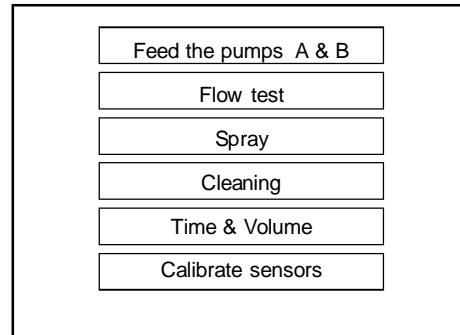 Feed the pumps A & B
Flow test
Spray
Cleaning
Time & Volume
Calibrate sensors